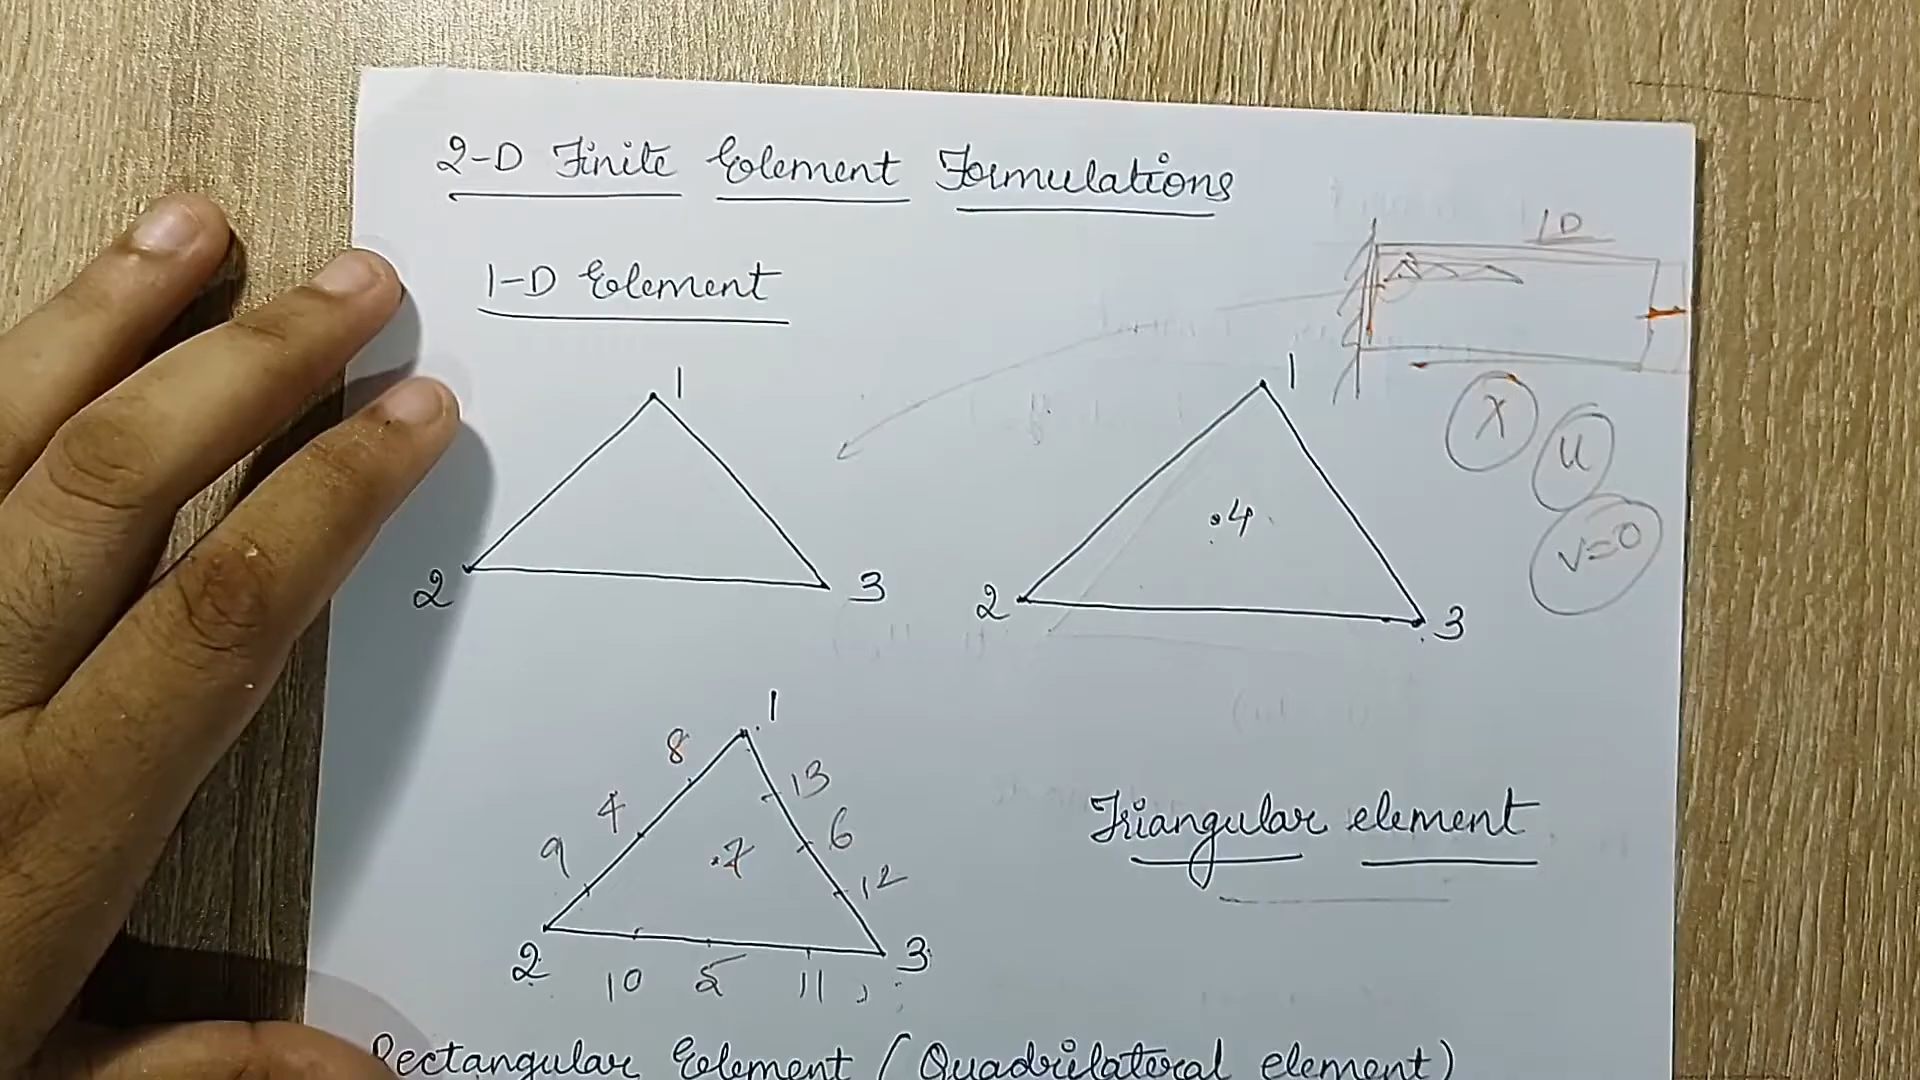 2-D Finite Element Formulations
1-D Element
1D
1
2
3
1
.4
2
3
X
u
v=0
1
8
13
4
6
9
.7
12
2
3
10
5
11
Triangular element
Rectangular Element (Quadrilateral element)